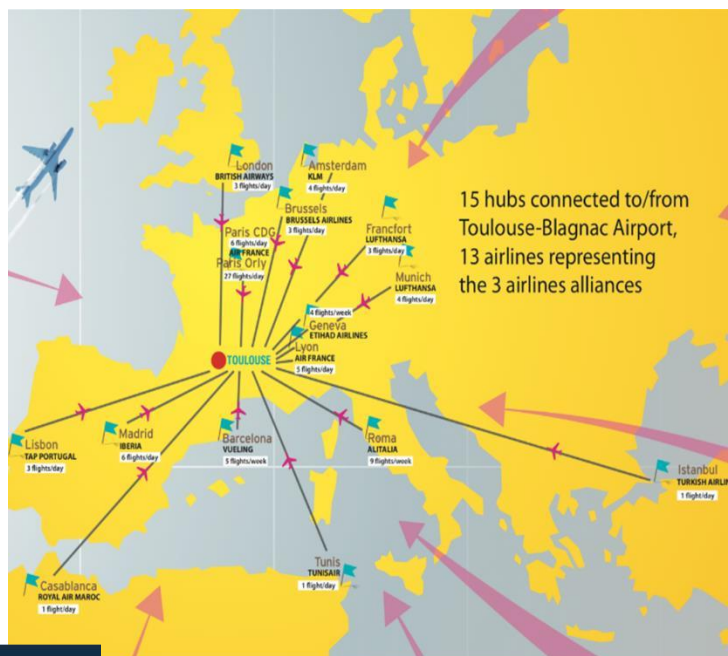 London
BRITISH AIRWAYS
3 flights/day
Amsterdam
KLM
4 flights/day
Brussels
BRUSSELS AIRLINES
3 flights/day
Paris CDG
6 flights/day
AIR FRANCE
Paris Orly
27 flights/day
Francfort
LUFTHANSA
3 flights/day
Munich
LUFTHANSA
4 flights/day
15 hubs connected to/from
Toulouse-Blagnac Airport,
13 airlines representing
the 3 airlines alliances
4 flights/week
Geneva
ETIHAD AIRLINES
Lyon
AIR FRANCE
5 flights/day
TOULOUSE
Lisbon
TAP PORTUGAL
3 flights/day
Madrid
IBERIA
6 flights/day
Barcelona
VUELING
5 flights/week
Roma
ALITALIA
9 flights/week
Istanbul
TURKISH AIRLIN
1 flight/day
Casablanca
ROYAL AIR MAROC
1 flight/day
Tunis
TUNISAIR
1 flight/day